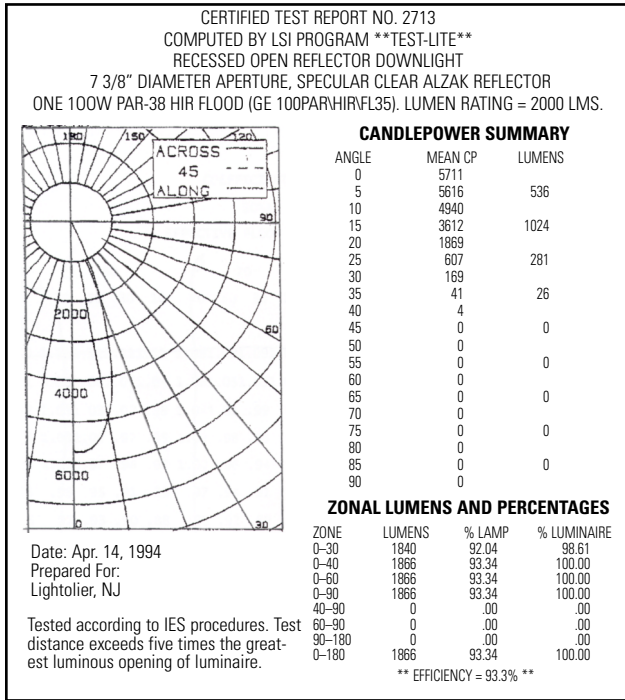 CERTIFIED TEST REPORT NO. 2713
COMPUTED BY LSI PROGRAM **TEST-LITE**
RECESSED OPEN REFLECTOR DOWNLIGHT
7 3/8” DIAMETER APERTURE, SPECULAR CLEAR ALZAK REFLECTOR
ONE 100W PAR-38 HIR FLOOD (GE 100PAR\HIR\FL35). LUMEN RATING = 2000 LMS.
180 150 120
ACROSS
45
ALONG
90
2000
60
4000
6000
0 30
Date: Apr. 14, 1994
Prepared For:
Lightolier, NJ
Tested according to IES procedures. Test
distance exceeds five times the great-
est luminous opening of luminaire.
CANDLEPOWER SUMMARY
ANGLE MEAN CP LUMENS
0 5711
5 5616 536
10 4940
15 3612 1024
20 1869
25 607 281
30 169
35 41 26
40 4
45 0 0
50 0
55 0 0
60 0
65 0 0
70 0
75 0 0
80 0
85 0 0
90 0
ZONAL LUMENS AND PERCENTAGES
ZONE LUMENS % LAMP % LUMINAIRE
0–30 1840 92.04 98.61
0–40 1866 93.34 100.00
0–60 1866 93.34 100.00
0–90 1866 93.34 100.00
40–90 0 .00 .00
60–90 0 .00 .00
90–180 0 .00 .00
0–180 1866 93.34 100.00
** EFFICIENCY = 93.3% **